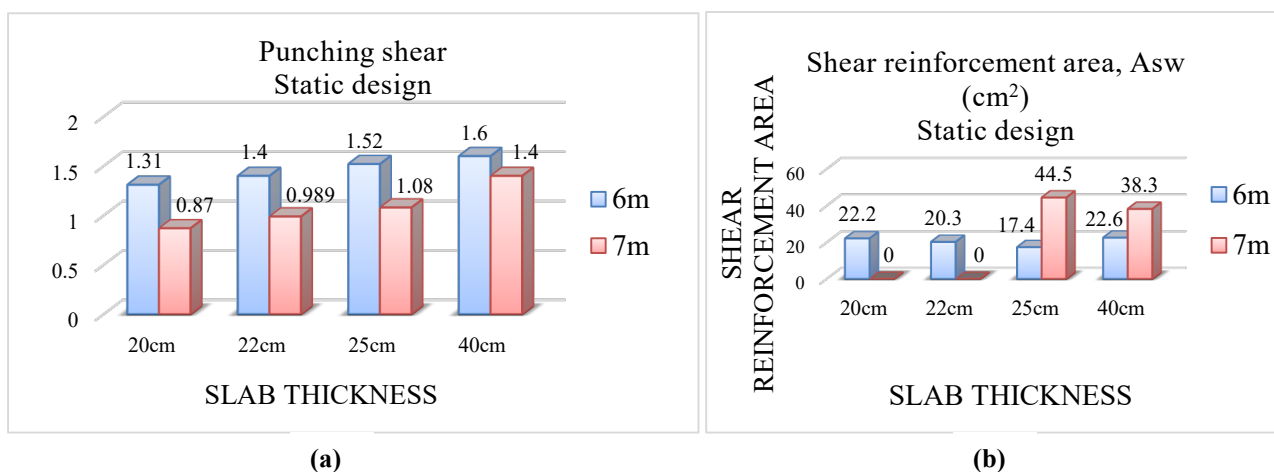 Punching shear
Static design
2
1.5
1
0.5
0
1.31
0.87
1.4
0.989
1.52
1.08
1.6
1.4
20cm
22cm
25cm
40cm
SLAB THICKNESS
6m
7m
(a)
Shear reinforcement area, Asw
(cm²)
Static design
SHEAR
REINFORCEMENT AREA
60
40
20
0
22.2
0
20.3
0
17.4
44.5
22.6
38.3
20cm
22cm
25cm
40cm
SLAB THICKNESS
6m
7m
(b)